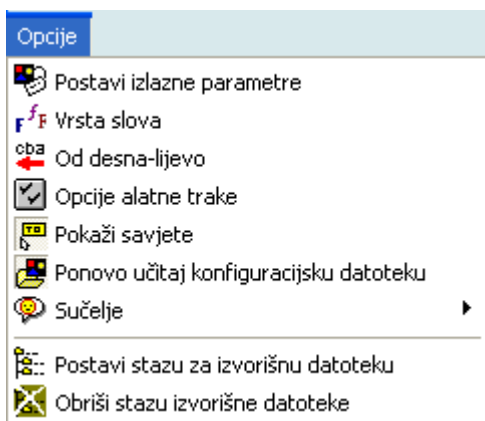 Opcije
Postavi izlazne parametre
Vrsta slova
cba
Od desna-lijevo
Opcije alatne trake
Pokaži savjete
Ponovo učitaj konfiguracijsku datoteku
Sučelje
Postavi stazu za izvorišnu datoteku
Obriši stazu izvorišne datoteke